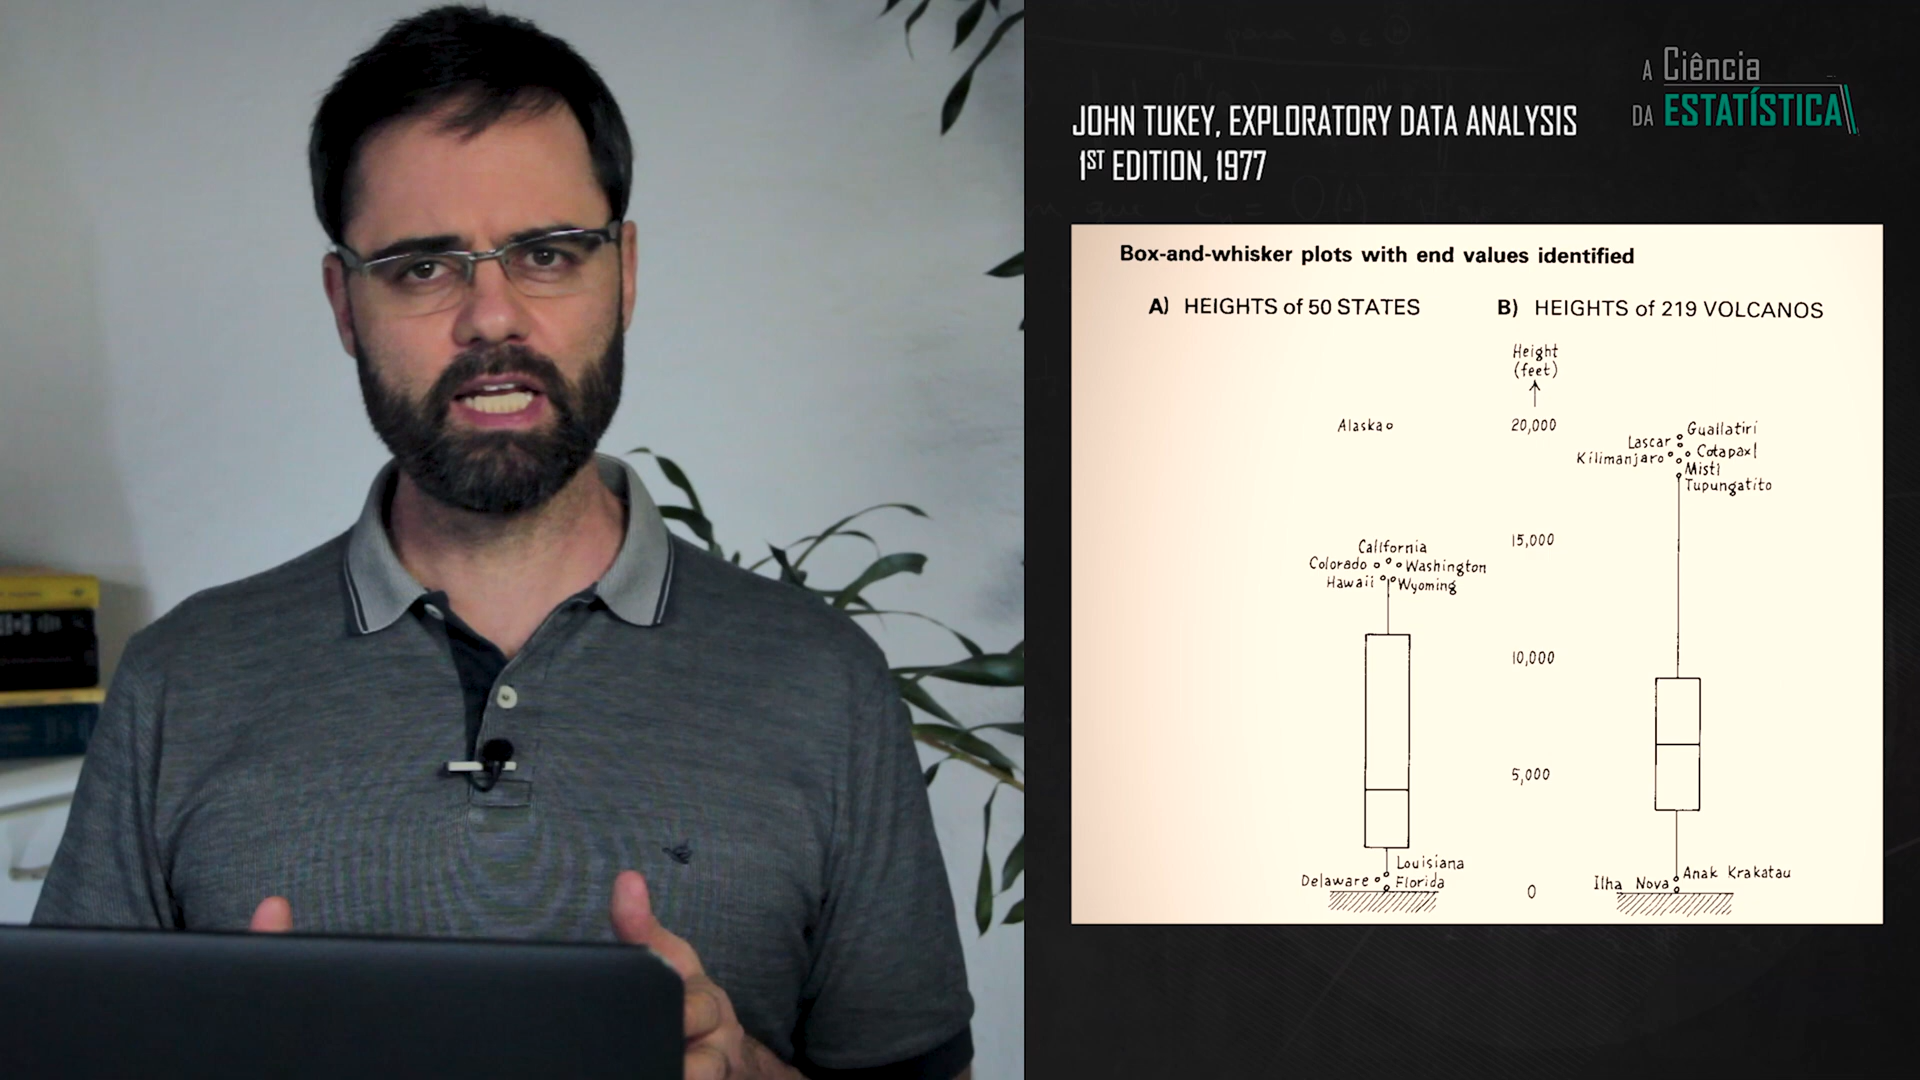 A Ciência
DA ESTATÍSTICA
JOHN TUKEY, EXPLORATORY DATA ANALYSIS
1ST EDITION, 1977
Box-and-whisker plots with end values identified
A) HEIGHTS of 50 STATES
B) HEIGHTS of 219 VOLCANOS
Height
(feet)
20,000
15,000
10,000
5,000
0
Alaska
California
Colorado
Washington
Hawaii
Wyoming
Louisiana
Delaware
Florida
Guallatiri
Lascar
Cotapaxi
Kilimanjaro
Misti
Tupungatito
Anak Krakatau
Ilha Nova